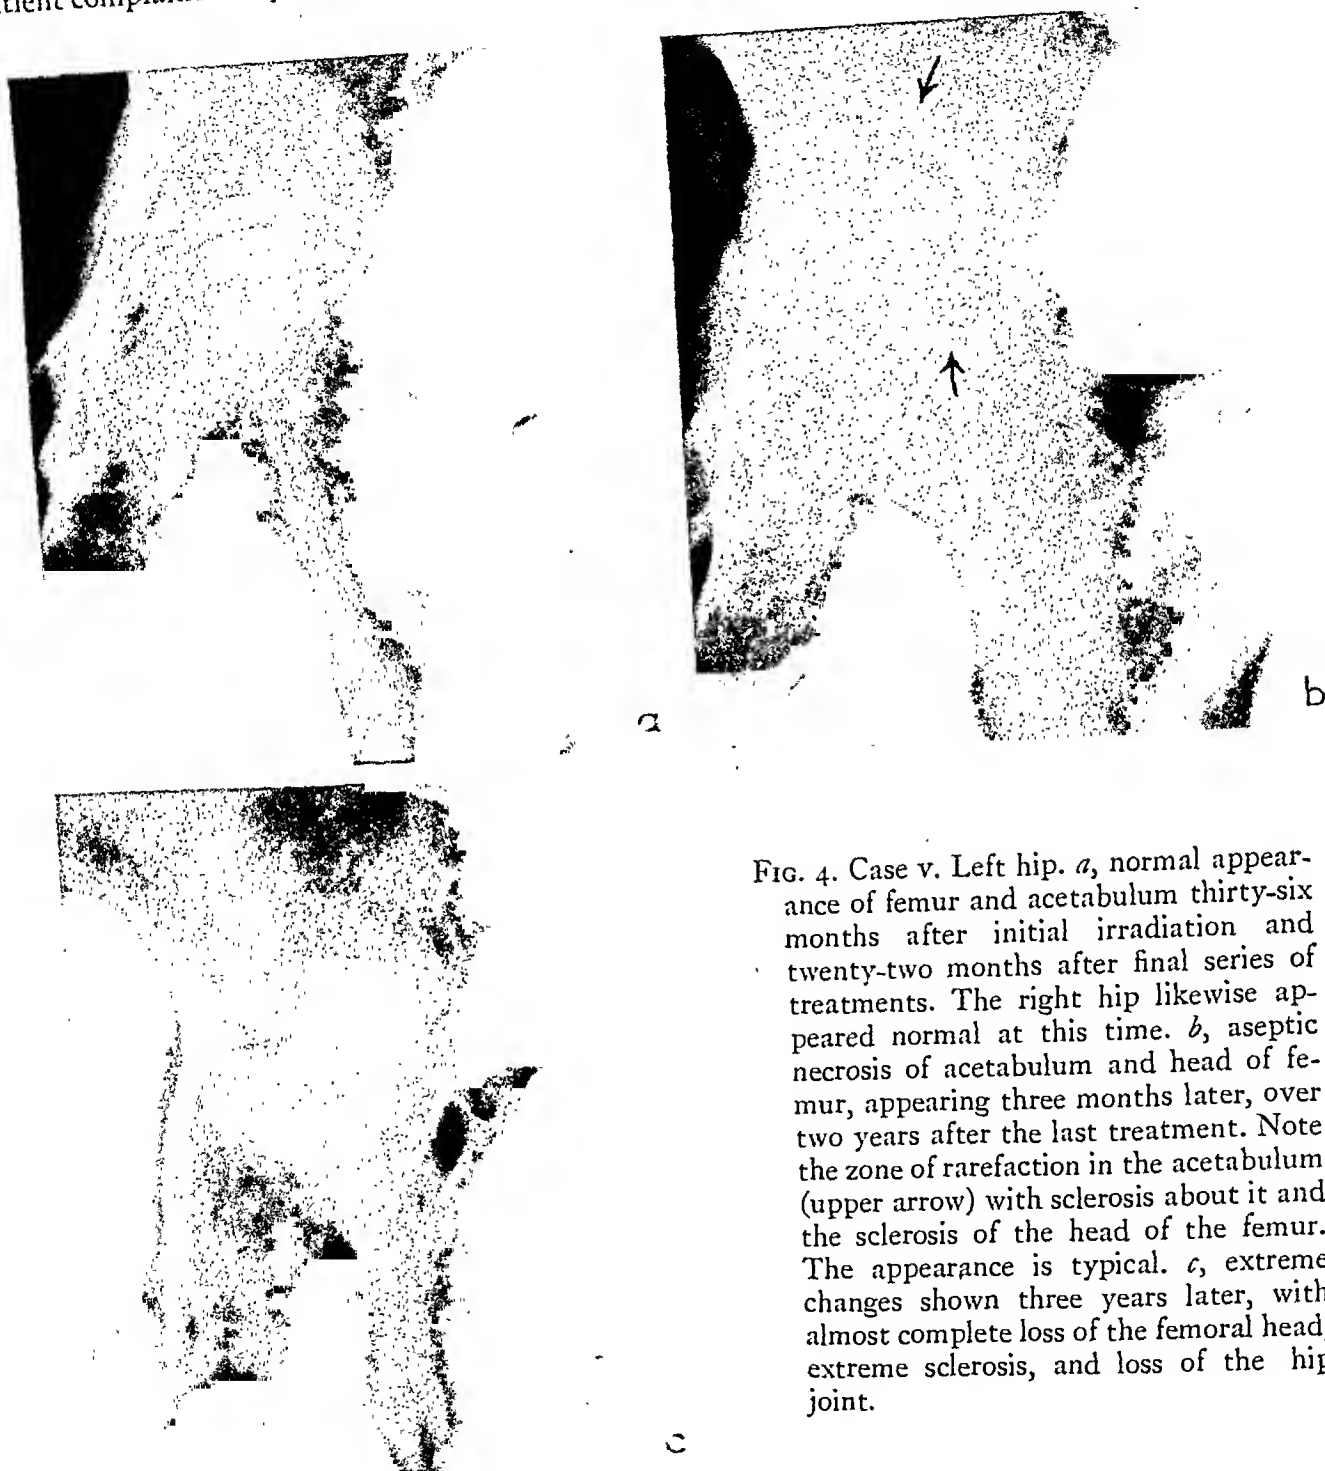 a
b
FIG. 4. Case v. Left hip. a, normal appear-
ance of femur and acetabulum thirty-six
months after initial irradiation and
twenty-two months after final series of
treatments. The right hip likewise ap-
peared normal at this time. b, aseptic
necrosis of acetabulum and head of fe-
mur, appearing three months later, over
two years after the last treatment. Note
the zone of rarefaction in the acetabulum
(upper arrow) with sclerosis about it and
the sclerosis of the head of the femur.
The appearance is typical. c, extreme
changes shown three years later, with
almost complete loss of the femoral head,
extreme sclerosis, and loss of the hip
joint.
c